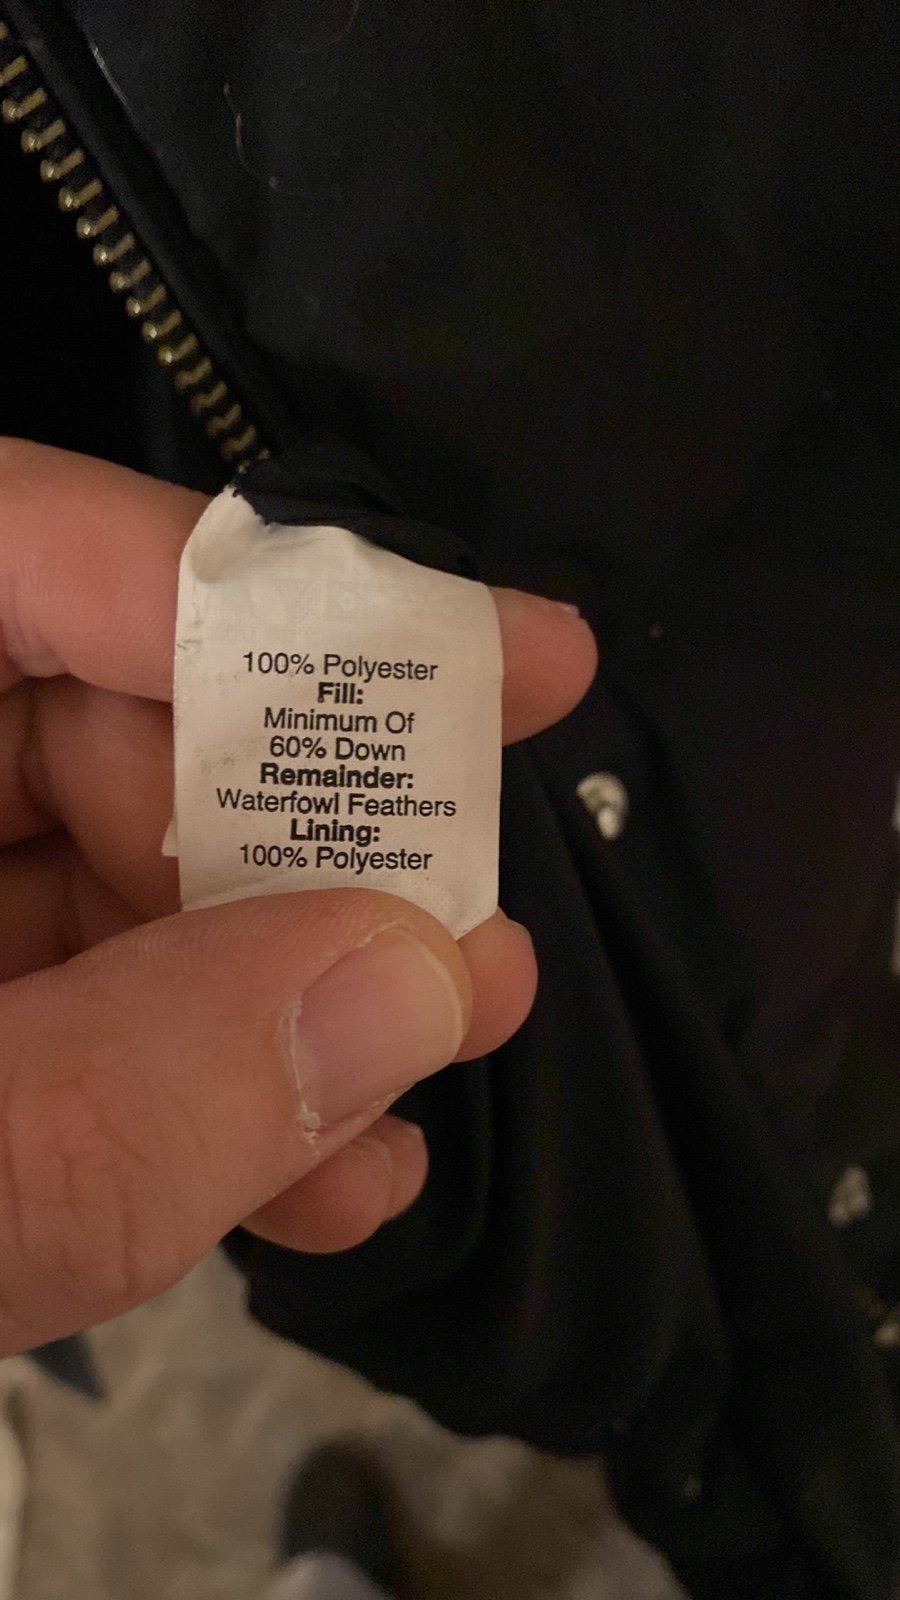 100% Polyester
Fill:
Minimum Of
60% Down
Remainder:
Waterfowl Feathers
Lining:
100% Polyester